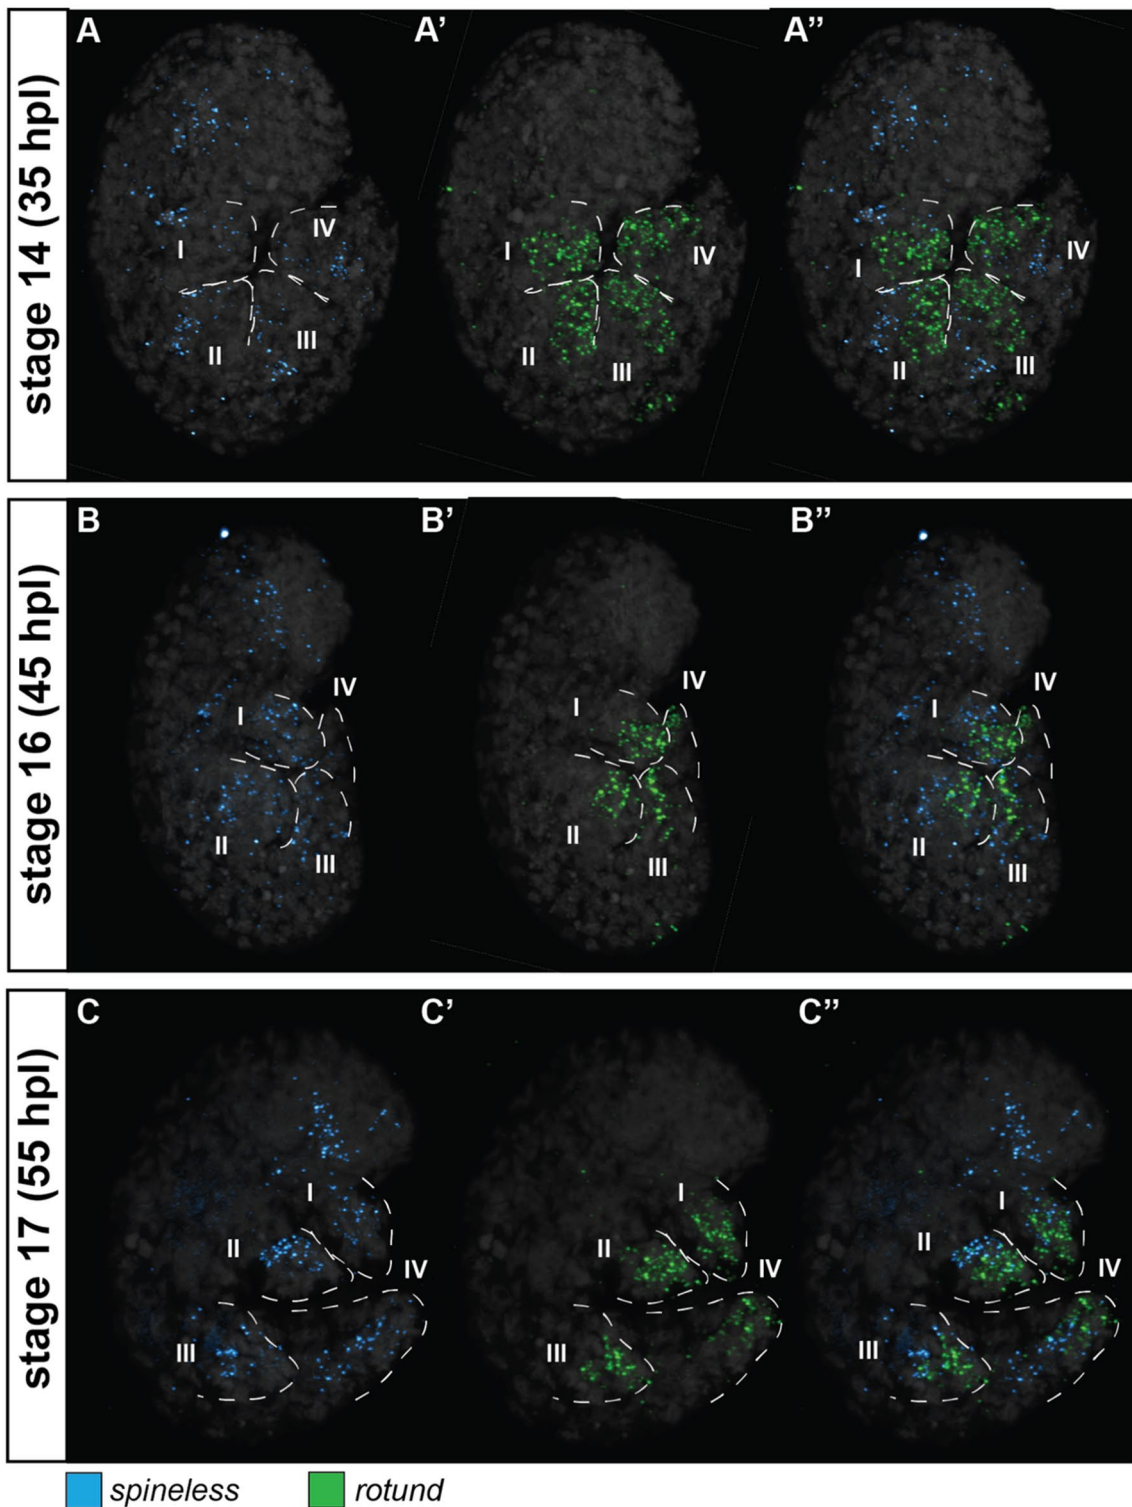 stage 14 (35 hpl)
A
A’
A”
I
IV
II
III
I
IV
II
III
I
IV
II
III
stage 16 (45 hpl)
B
B’
B”
I
IV
II
III
I
IV
II
III
I
IV
II
III
stage 17 (55 hpl)
C
C’
C”
I
II
IV
III
I
II
IV
III
I
II
IV
III
spineless
rotund